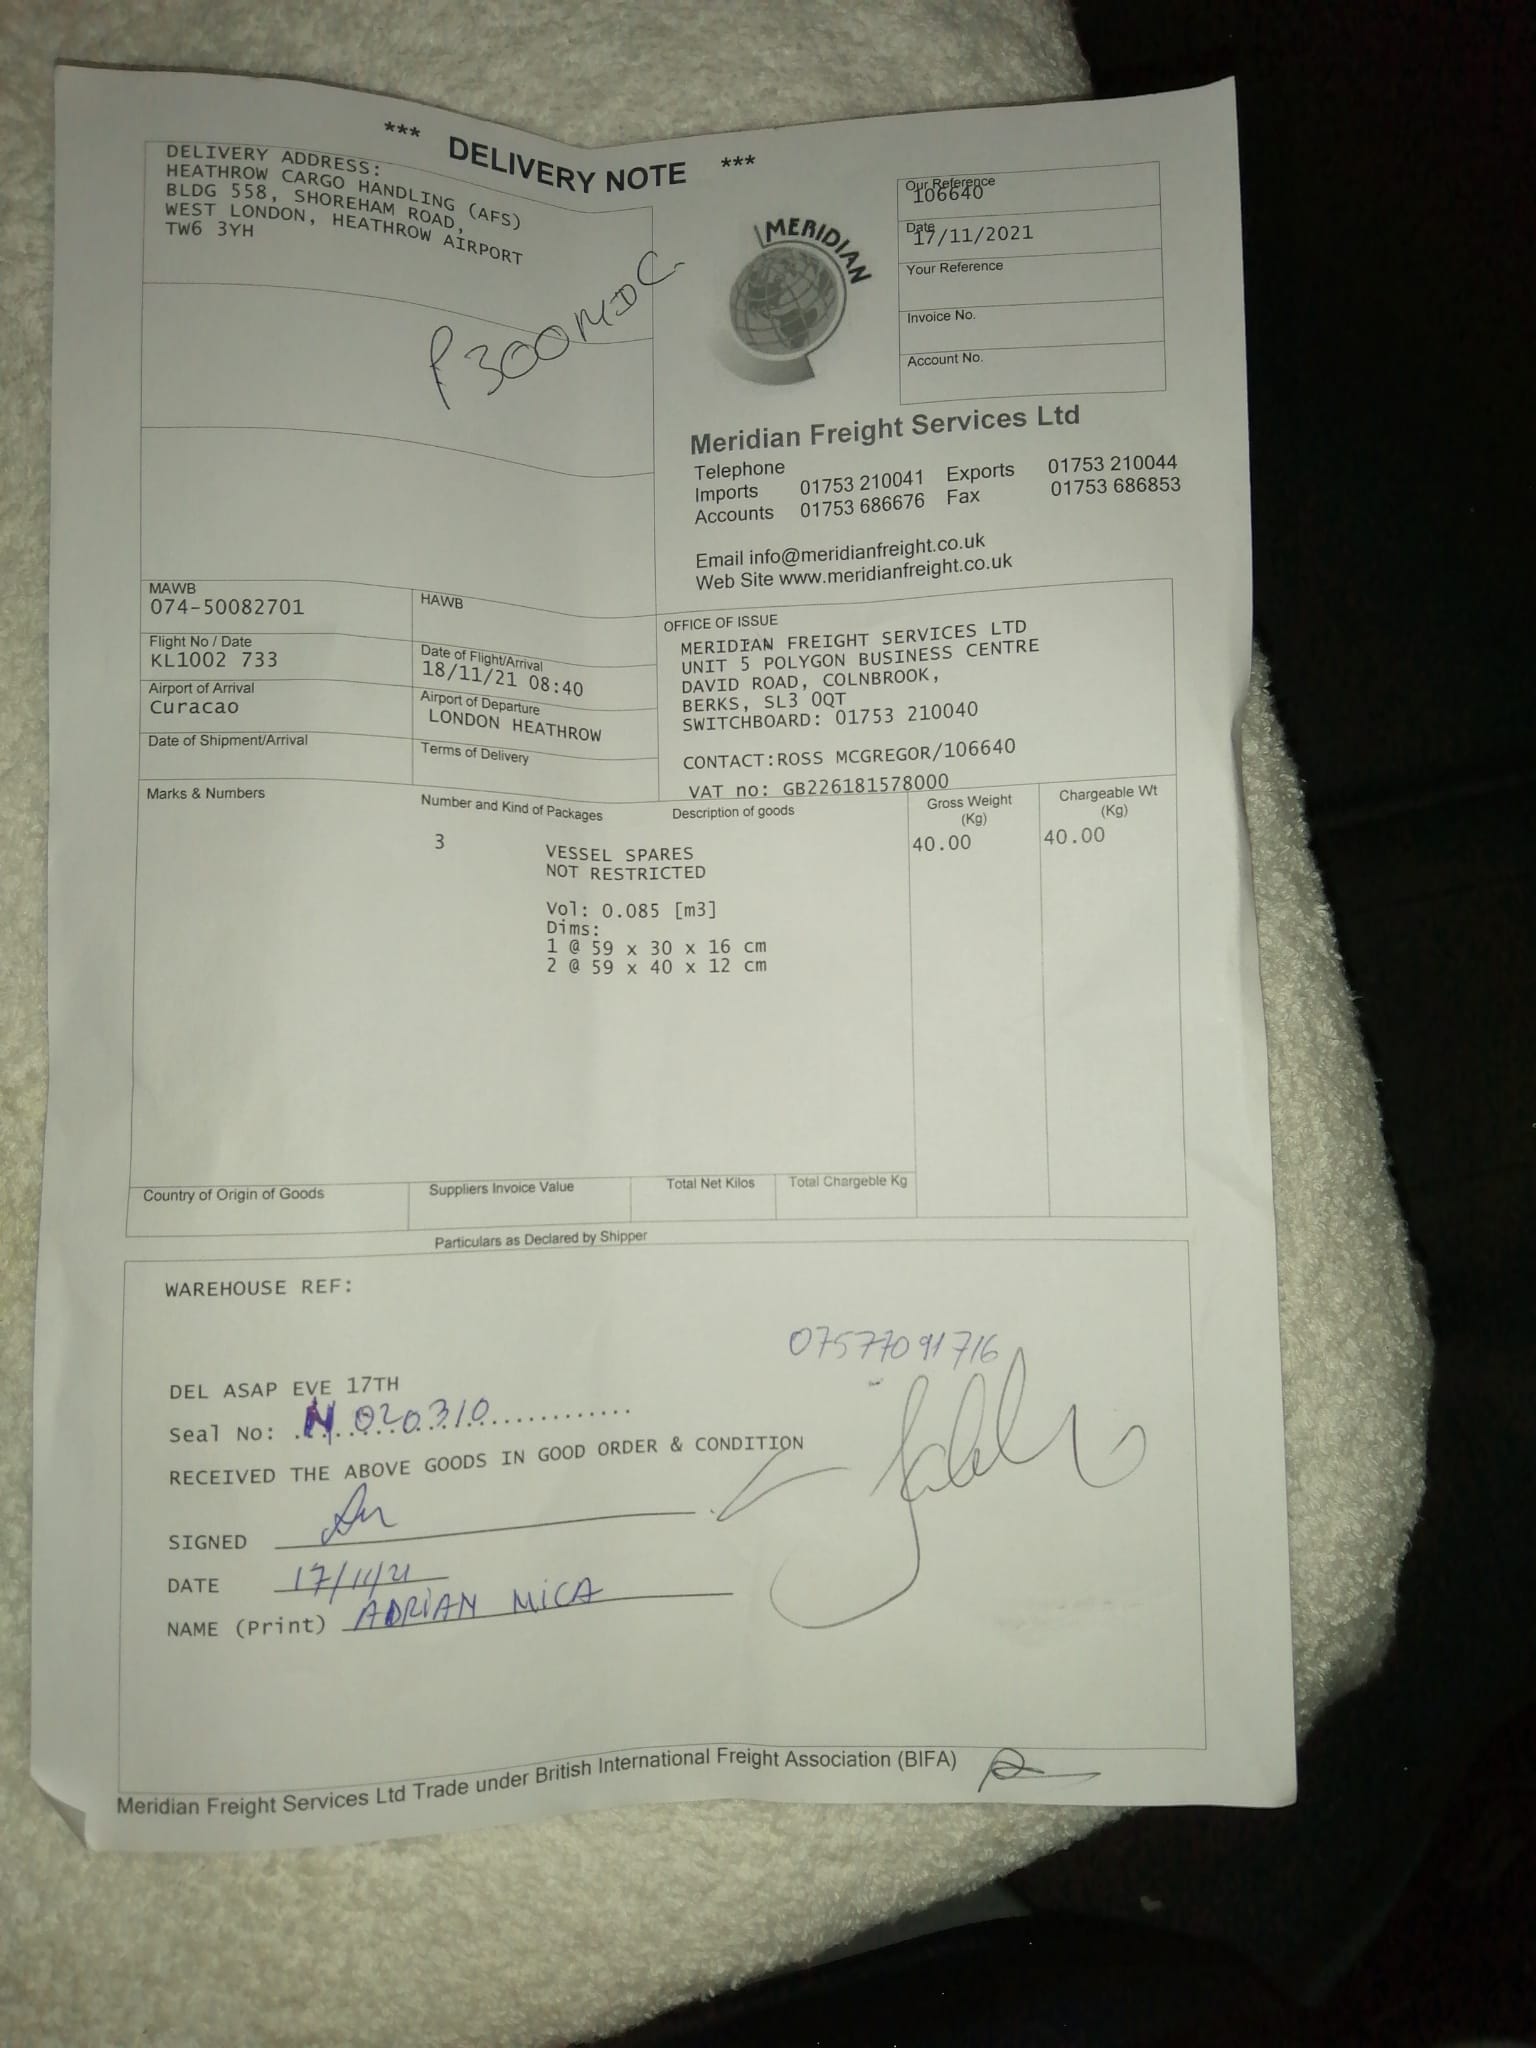 *** DELIVERY NOTE ***
DELIVERY ADDRESS:
HEATHROW CARGO HANDLING (AFS)
BLDG 558, SHOREHAM ROAD,
WEST LONDON, HEATHROW AIRPORT
TW6 3YH
P300MDC
MERIDIAN
Our Reference
106640
Date
17/11/2021
Your Reference
Invoice No.
Account No.
Meridian Freight Services Ltd
Telephone
Imports 01753 210041 Exports 01753 210044
Accounts 01753 686676 Fax 01753 686853
Email info@meridianfreight.co.uk
Web Site www.meridianfreight.co.uk
MAWB
074-50082701
HAWB
Flight No / Date
KL1002 733
Date of Flight/Arrival
18/11/21 08:40
Airport of Arrival
Curacao
Airport of Departure
LONDON HEATHROW
Date of Shipment/Arrival
Terms of Delivery
OFFICE OF ISSUE
MERIDIAN FREIGHT SERVICES LTD
UNIT 5 POLYGON BUSINESS CENTRE
DAVID ROAD, COLNBROOK,
BERKS, SL3 0QT
SWITCHBOARD: 01753 210040
CONTACT:ROSS MCGREGOR/106640
VAT no: GB226181578000
Marks & Numbers
Number and Kind of Packages
Description of goods
Gross Weight
(Kg)
Chargeable Wt
(Kg)
3
VESSEL SPARES
NOT RESTRICTED
40.00
40.00
Vol: 0.085 [m3]
Dims:
1 @ 59 x 30 x 16 cm
2 @ 59 x 40 x 12 cm
Country of Origin of Goods
Suppliers Invoice Value
Total Net Kilos
Total Chargeble Kg
Particulars as Declared by Shipper
WAREHOUSE REF:
07577091716
DEL ASAP EVE 17TH
Seal No: N020310
RECEIVED THE ABOVE GOODS IN GOOD ORDER & CONDITION
SIGNED
DATE 17/11/21
NAME (Print) ADRIAN MICA
Meridian Freight Services Ltd Trade under British International Freight Association (BIFA)